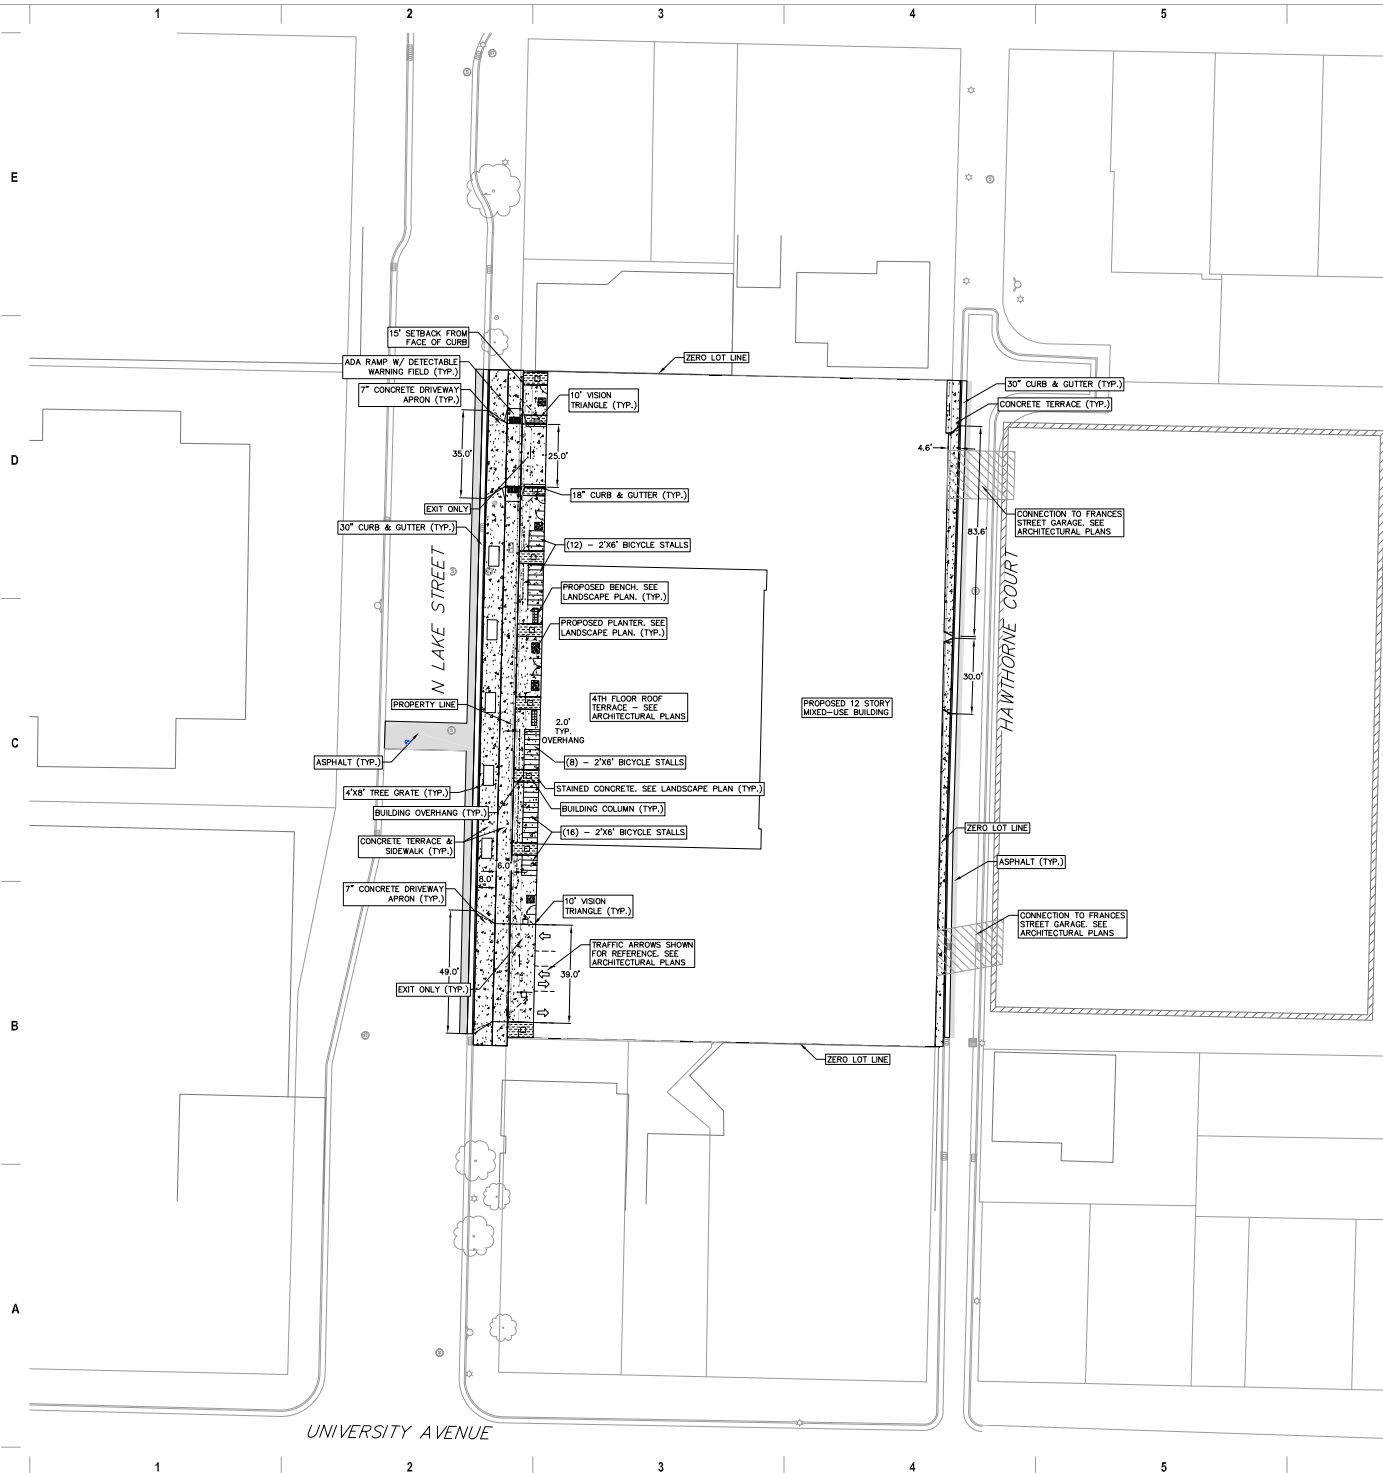 1 2 3 4 5
E
15' SETBACK FROM
FACE OF CURB
ADA RAMP W/ DETECTABLE
WARNING FIELD (TYP.)
7" CONCRETE DRIVEWAY
APRON (TYP.)
ZERO LOT LINE
10' VISION
TRIANGLE (TYP.)
30" CURB & GUTTER (TYP.)
CONCRETE TERRACE (TYP.)
D
35.0'
25.0'
4.6'
18" CURB & GUTTER (TYP.)
EXIT ONLY
30" CURB & GUTTER (TYP.)
CONNECTION TO FRANCES
STREET GARAGE. SEE
ARCHITECTURAL PLANS
83.6'
(12) - 2'X6' BICYCLE STALLS
N LAKE STREET
HAWTHORNE COURT
PROPOSED BENCH. SEE
LANDSCAPE PLAN. (TYP.)
PROPOSED PLANTER. SEE
LANDSCAPE PLAN. (TYP.)
30.0'
PROPERTY LINE
4TH FLOOR ROOF
TERRACE - SEE
ARCHITECTURAL PLANS
PROPOSED 12 STORY
MIXED-USE BUILDING
2.0'
TYP.
OVERHANG
C
ASPHALT (TYP.)
(8) - 2'X6' BICYCLE STALLS
4'X8' TREE GRATE (TYP.)
STAINED CONCRETE. SEE LANDSCAPE PLAN (TYP.)
BUILDING OVERHANG (TYP.)
BUILDING COLUMN (TYP.)
ZERO LOT LINE
CONCRETE TERRACE &
SIDEWALK (TYP.)
(16) - 2'X6' BICYCLE STALLS
6.0'
8.0'
ASPHALT (TYP.)
7" CONCRETE DRIVEWAY
APRON (TYP.)
10' VISION
TRIANGLE (TYP.)
CONNECTION TO FRANCES
STREET GARAGE. SEE
ARCHITECTURAL PLANS
TRAFFIC ARROWS SHOWN
FOR REFERENCE. SEE
ARCHITECTURAL PLANS
49.0'
39.0'
EXIT ONLY (TYP.)
B
ZERO LOT LINE
A
UNIVERSITY AVENUE
1 2 3 4 5